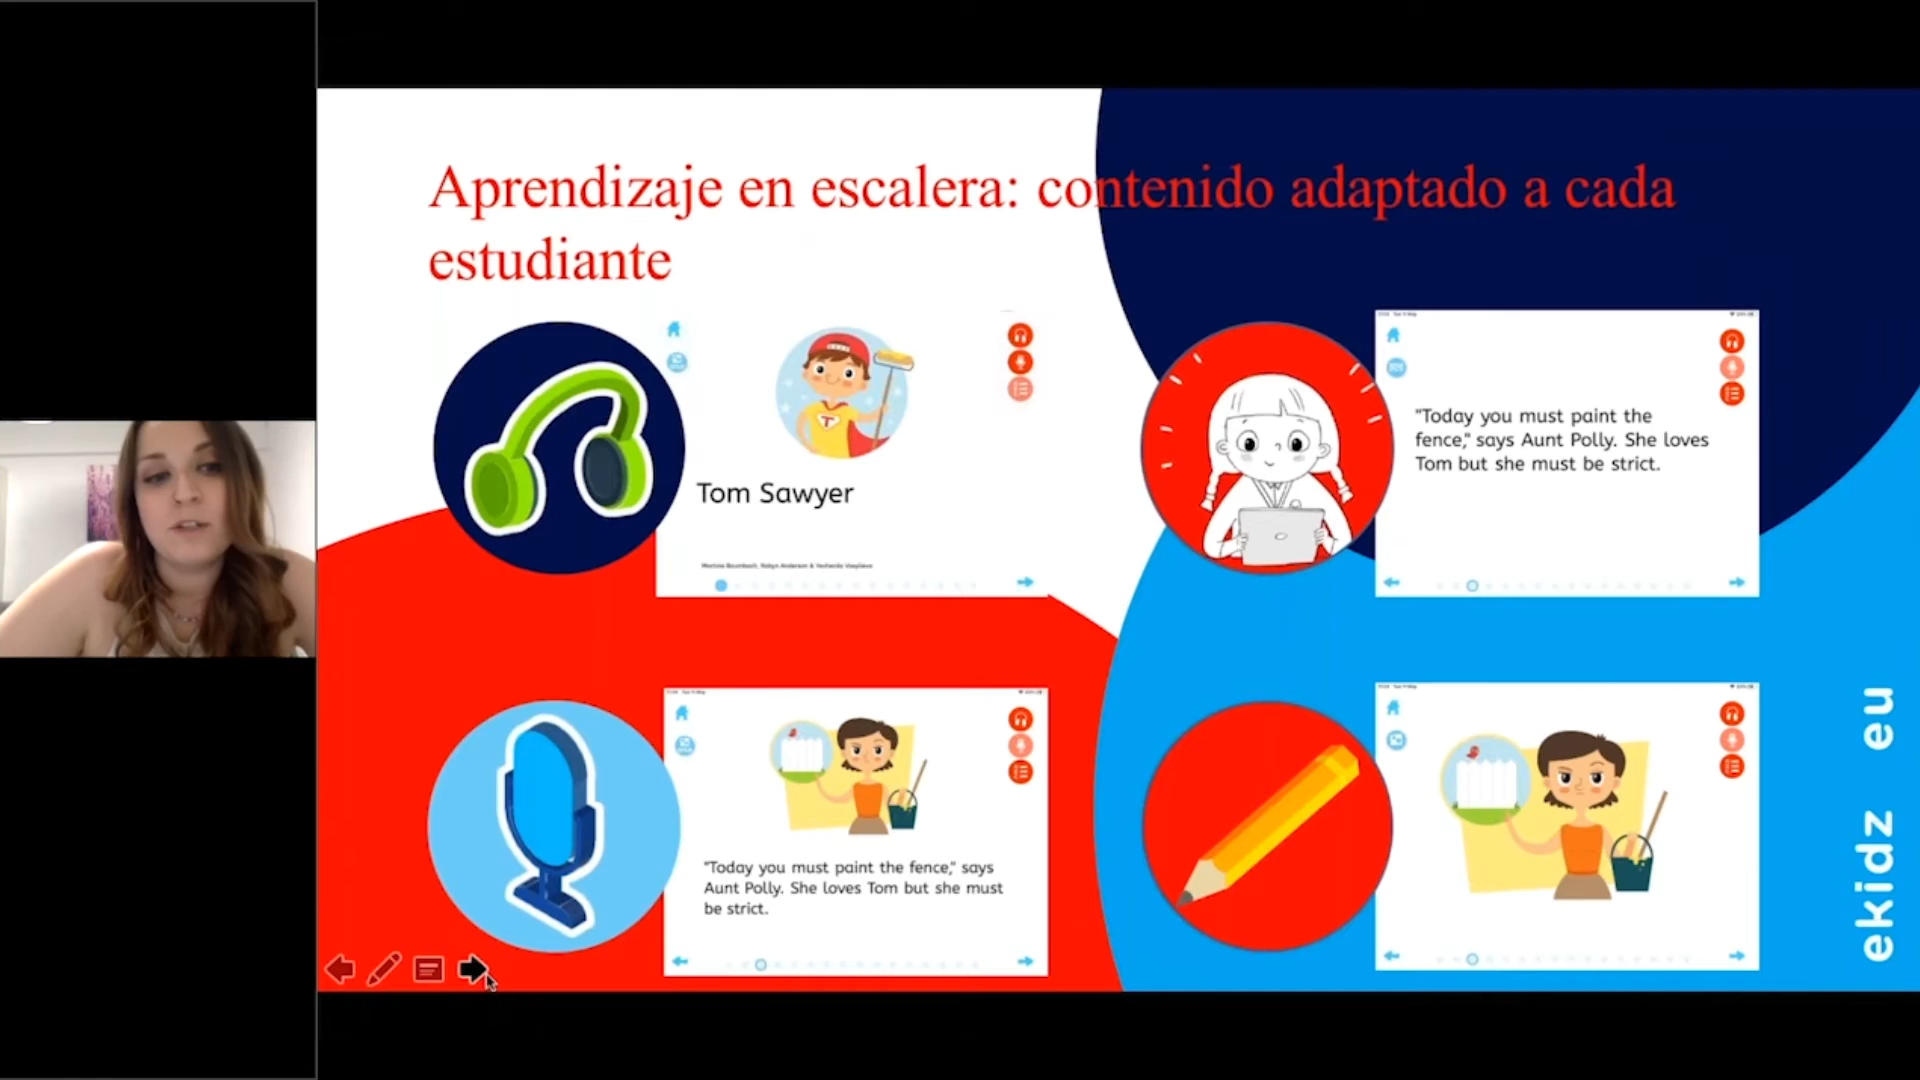 Aprendizaje en escalera: contenido adaptado a cada
estudiante
Tom Sawyer
"Today you must paint the
fence," says Aunt Polly. She loves
Tom but she must be strict.
"Today you must paint the fence," says
Aunt Polly. She loves Tom but she must
be strict.
ekidz eu